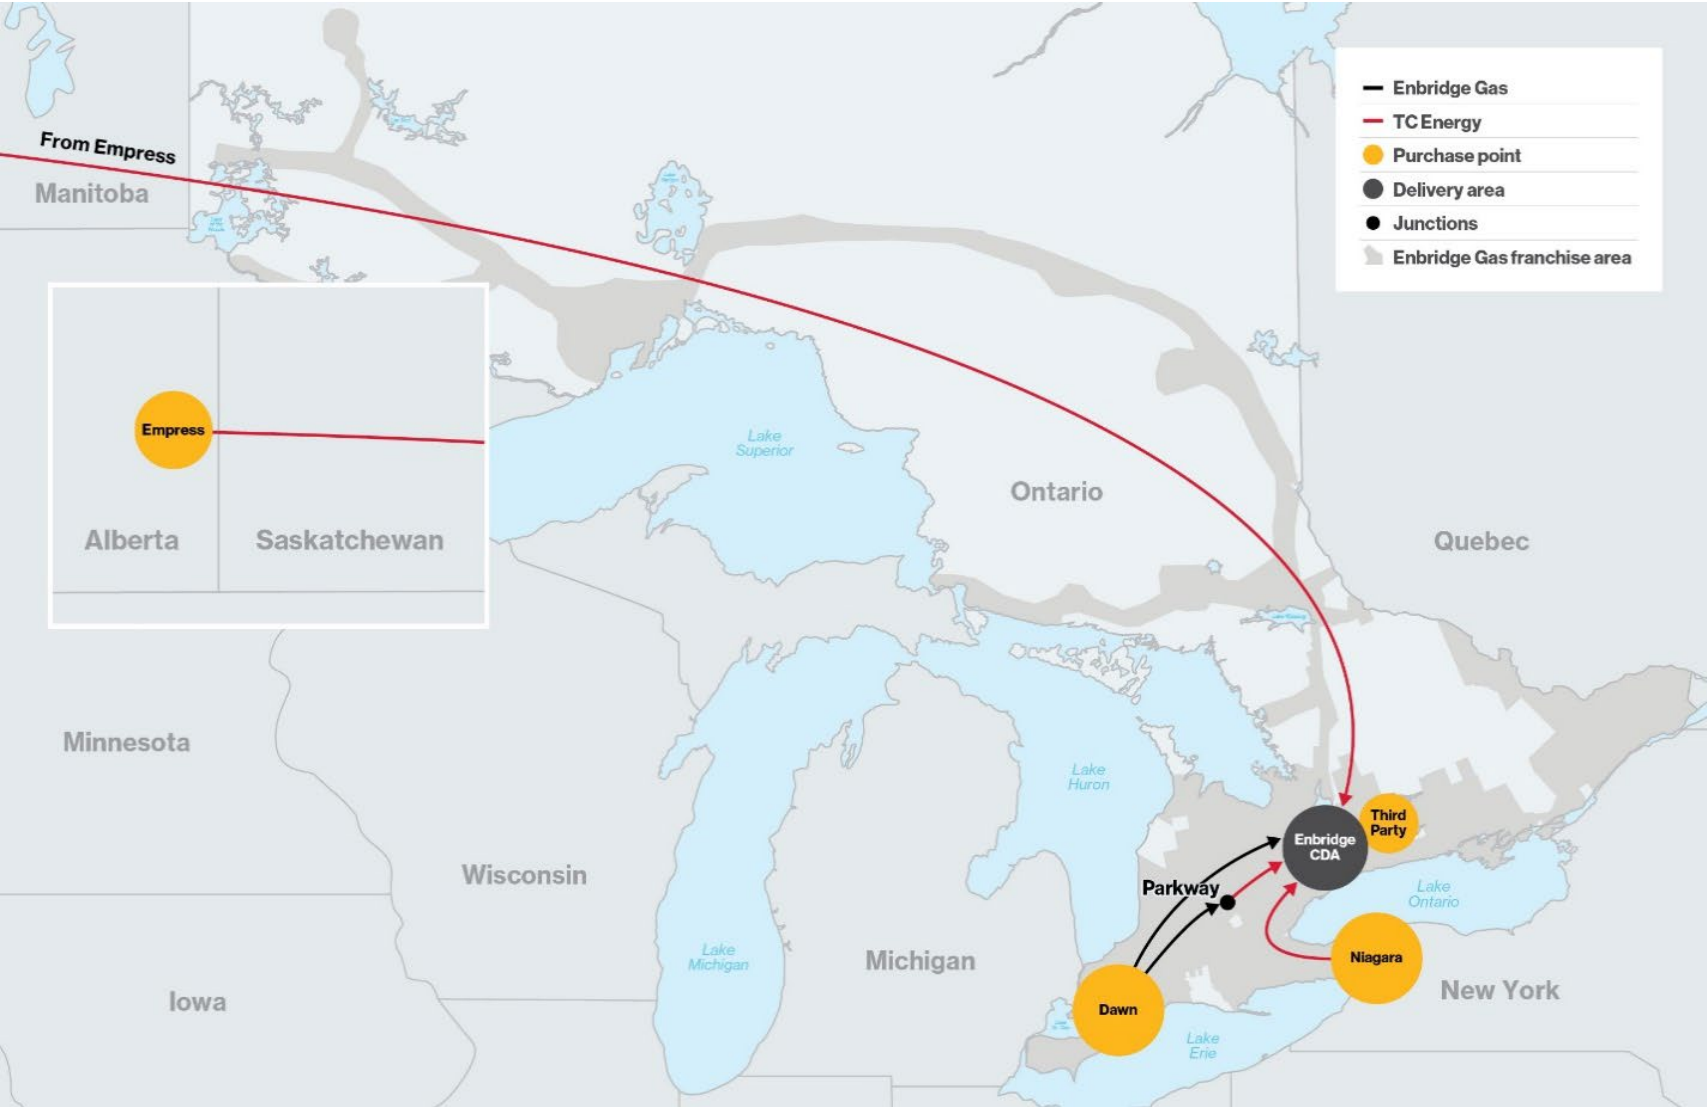 Enbridge Gas
TC Energy
Purchase point
Delivery area
Junctions
Enbridge Gas franchise area
From Empress
Manitoba
Empress
Alberta
Saskatchewan
Lake
Superior
Ontario
Quebec
Minnesota
Lake
Huron
Third
Party
Enbridge
CDA
Wisconsin
Parkway
Lake
Ontario
Lake
Michigan
Michigan
Niagara
New York
Iowa
Dawn
Lake
Erie